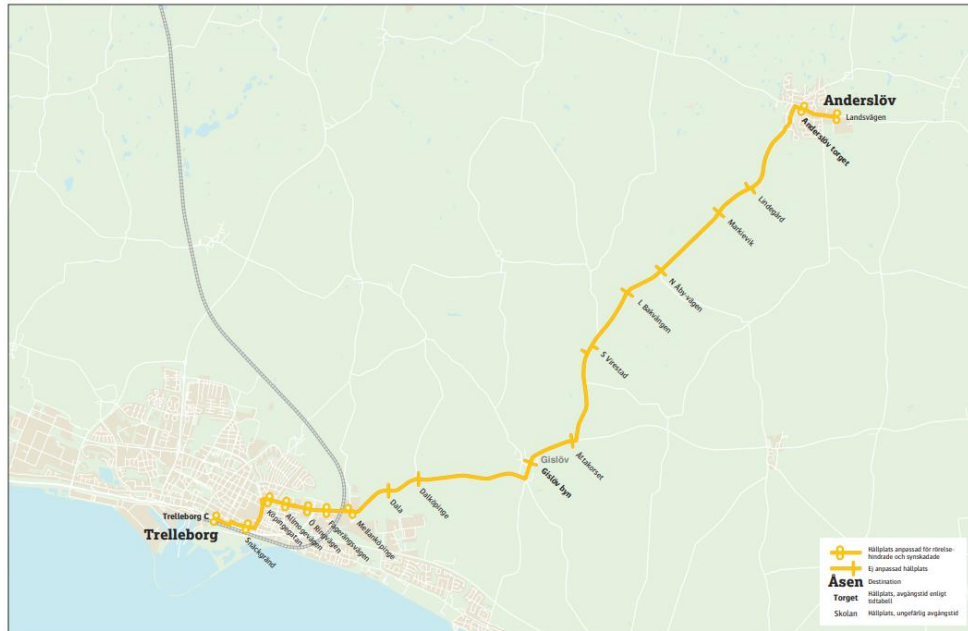 Anderslöv
Landsvägen
Anderslöv torget
Lindegård
Markievik
N Åby-vägen
L Bakvängen
S Virestad
Åttakorset
Gislöv
Gislöv byn
Dalköpinge
Dala
Mellanköpinge
Fagerängsvägen
Ö Ringvägen
Allmogevägen
Köpingegatan
Snäckgränd
Trelleborg C
Trelleborg
Hållplats anpassad för rörelse-
hindrade och synskadade
Ej anpassad hållplats
Åsen Destination
Torget Hållplats, avgångstid enligt
tidtabell
Skolan Hållplats, ungefärlig avgångstid